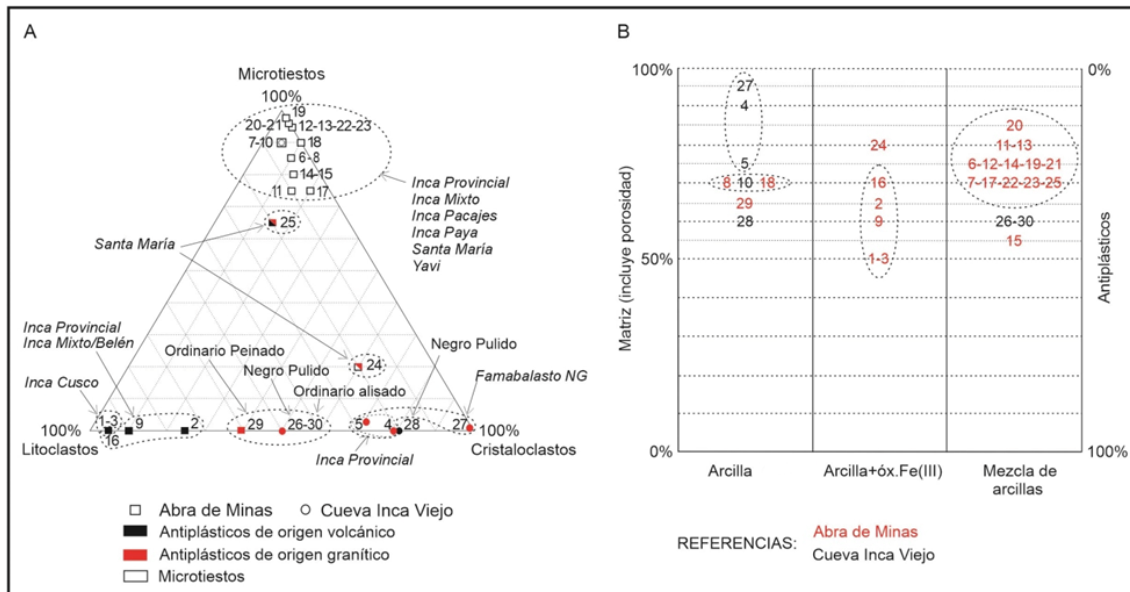 A
Microtiestos
100%
19
20-21
12-13-22-23
7-10
18
6-8
14-15
11
17
Inca Provincial
Inca Mixto
Inca Pacajes
Inca Paya
Santa María
Yavi
25
Santa María
24
Inca Provincial
Inca Mixto/Belén
Ordinario Peinado
Negro Pulido
Negro Pulido
Ordinario alisado
Famabalasto NG
Inca Cusco
1-3
9
2
29
26-30
5
4
28
27
100%
16
100%
Litoclastos
Cristaloclastos
Inca Provincial
Abra de Minas
Cueva Inca Viejo
Antiplásticos de origen volcánico
Antiplásticos de origen granítico
Microtiestos
B
100%
0%
27
4
20
24
11-13
5
6-12-14-19-21
8 10 18
16
7-17-22-23-25
29
2
28
9
26-30
15
50%
1-3
Matriz (incluye porosidad)
Antiplásticos
0%
100%
Arcilla
Arcilla+óx.Fe(III)
Mezcla de
arcillas
REFERENCIAS:
Abra de Minas
Cueva Inca Viejo